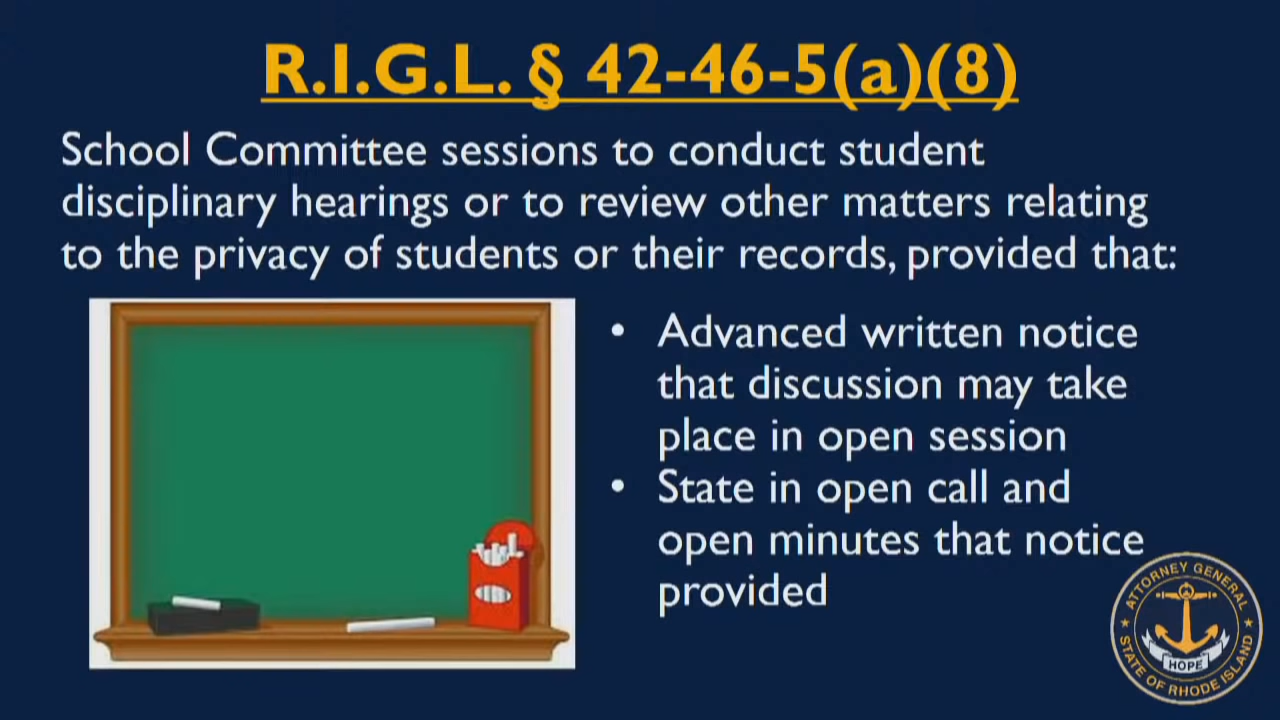 R.I.G.L. § 42-46-5(a)(8)
School Committee sessions to conduct student
disciplinary hearings or to review other matters relating
to the privacy of students or their records, provided that:
• Advanced written notice
that discussion may take
place in open session
• State in open call and
open minutes that notice
provided
ATTORNEY GENERAL
HOPE
STATE OF RHODE ISLAND